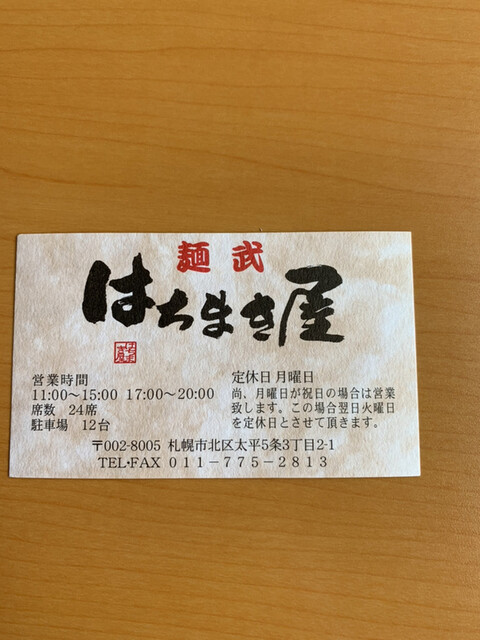 麺武
はちまき屋
営業時間
11:00～15:00 17:00～20:00
席数 24席
駐車場 12台
定休日 月曜日
尚、月曜日が祝日の場合は営業
致します。この場合翌日火曜日
を定休日とさせて頂きます。
〒002-8005 札幌市北区太平5条3丁目2-1
TEL・FAX 011-775-2813